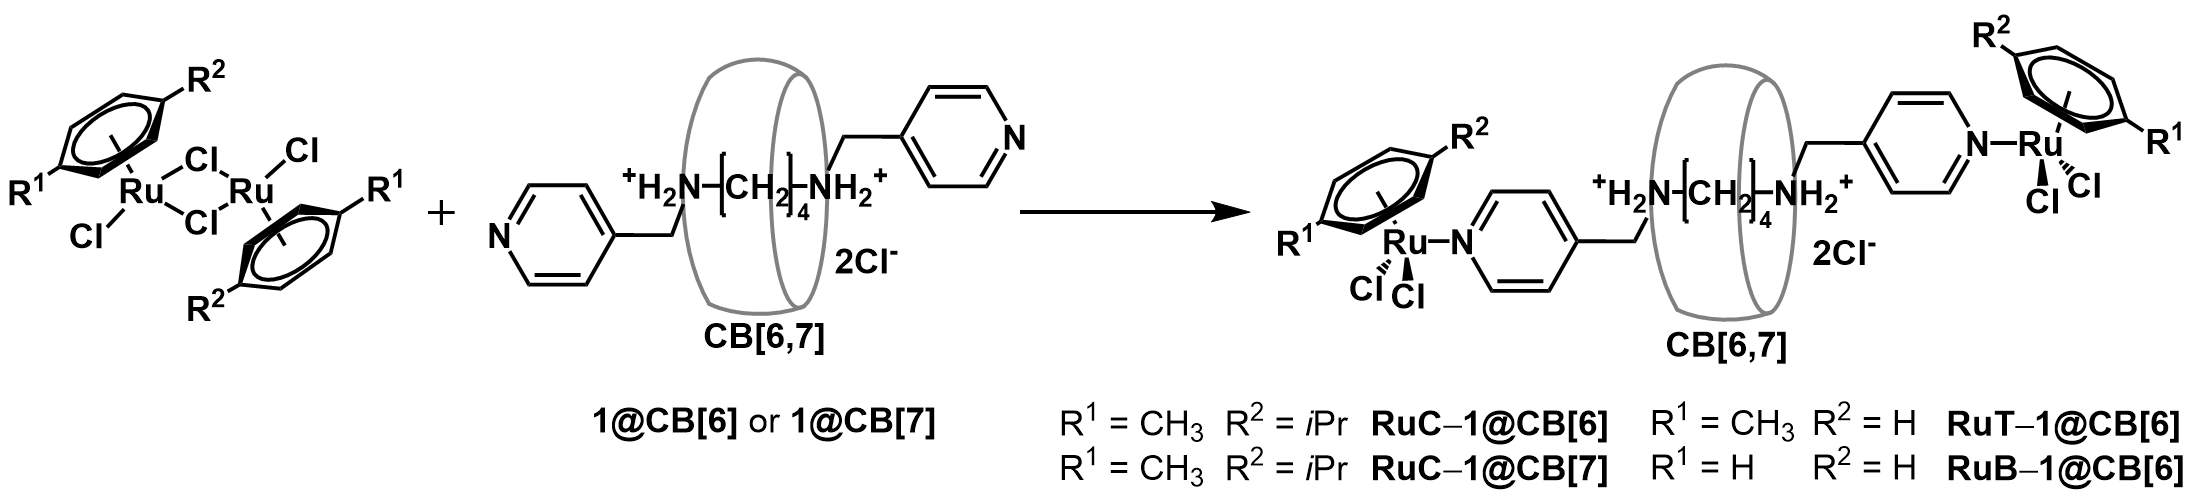 R² R²
R² Cl Cl R¹ R² N Ru R¹
R¹ Ru Ru + ⁺H₂N–[CH₂]₄–NH₂⁺ N ⁺H₂N–[CH₂]₄–NH₂⁺ Cl Cl
Cl Cl N 2Cl⁻ R¹ Ru–N 2Cl⁻
R² Cl Cl
CB[6,7] CB[6,7]
1@CB[6] or 1@CB[7] R¹ = CH₃ R² = iPr RuC–1@CB[6] R¹ = CH₃ R² = H RuT–1@CB[6]
R¹ = CH₃ R² = iPr RuC–1@CB[7] R¹ = H R² = H RuB–1@CB[6]